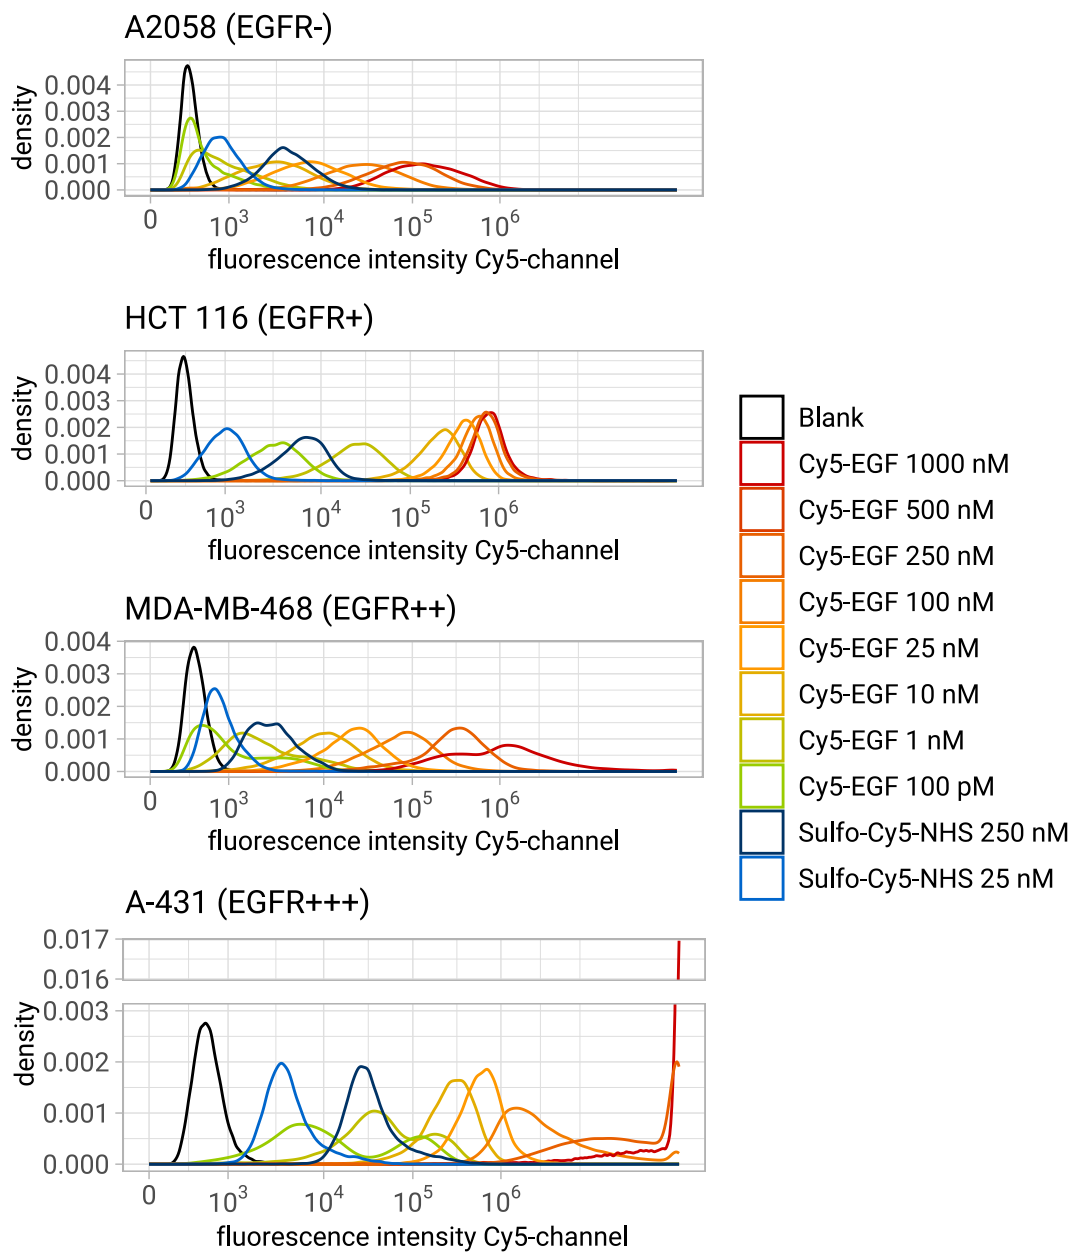 A2058 (EGFR-)
density
0.004
0.003
0.002
0.001
0.000
0 10³ 10⁴ 10⁵ 10⁶
fluorescence intensity Cy5-channel
HCT 116 (EGFR+)
density
0.004
0.003
0.002
0.001
0.000
0 10³ 10⁴ 10⁵ 10⁶
fluorescence intensity Cy5-channel
MDA-MB-468 (EGFR++)
density
0.004
0.003
0.002
0.001
0.000
0 10³ 10⁴ 10⁵ 10⁶
fluorescence intensity Cy5-channel
A-431 (EGFR+++)
0.017
0.016
density
0.003
0.002
0.001
0.000
0 10³ 10⁴ 10⁵ 10⁶
fluorescence intensity Cy5-channel
Blank
Cy5-EGF 1000 nM
Cy5-EGF 500 nM
Cy5-EGF 250 nM
Cy5-EGF 100 nM
Cy5-EGF 25 nM
Cy5-EGF 10 nM
Cy5-EGF 1 nM
Cy5-EGF 100 pM
Sulfo-Cy5-NHS 250 nM
Sulfo-Cy5-NHS 25 nM